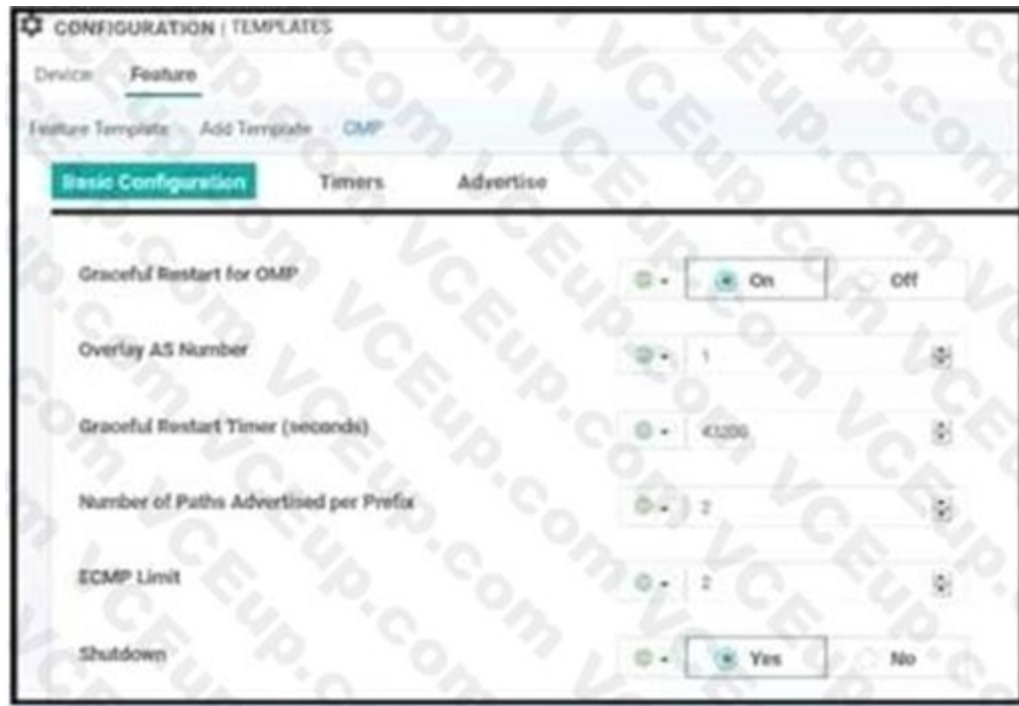 CONFIGURATION | TEMPLATES
Device Feature
Feature Template Add Template OMP
Basic Configuration Timers Advertise
Graceful Restart for OMP On Off
Overlay AS Number 1
Graceful Restart Timer (seconds) 43200
Number of Paths Advertised per Prefix 2
ECMP Limit 2
Shutdown Yes No
VCEup.com